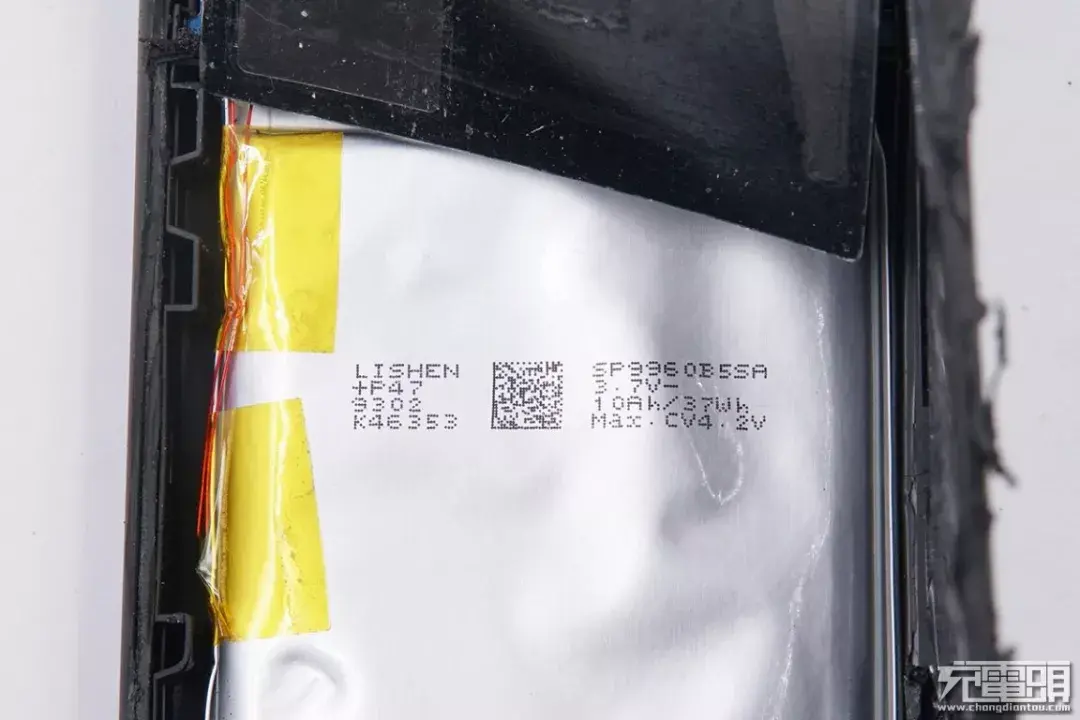 LISHEN
+P47
9302
K46353
SP9960B5SA
3.7V-
10Ah/37Wh
Max.CV4.2V
充電頭
www.chongdiantou.com